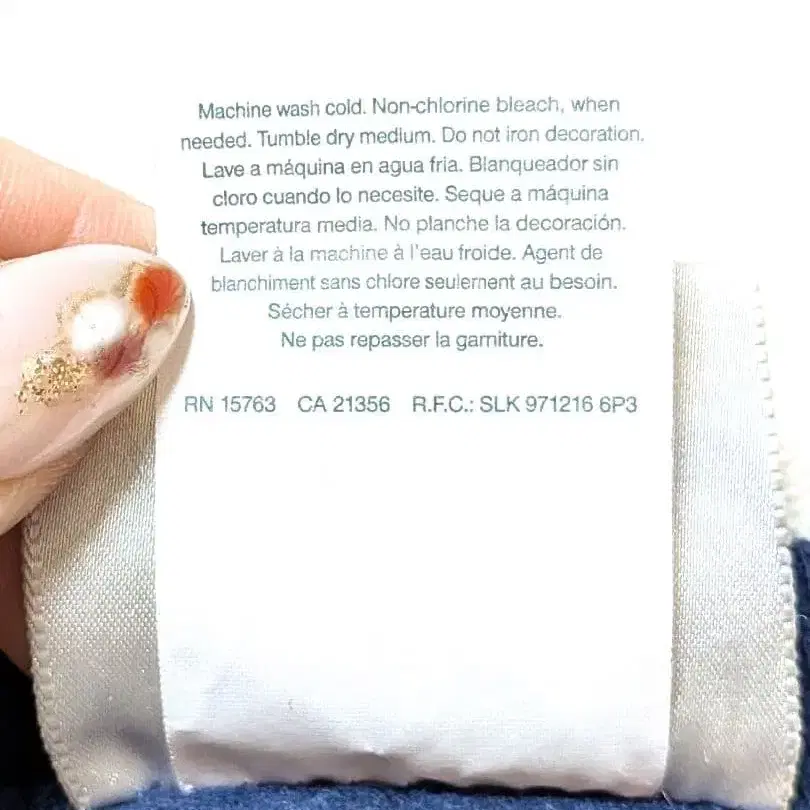 Machine wash cold. Non-chlorine bleach, when
needed. Tumble dry medium. Do not iron decoration.
Lave a máquina en agua fria. Blanqueador sin
cloro cuando lo necesite. Seque a máquina
temperatura media. No planche la decoración.
Laver à la machine à l'eau froide. Agent de
blanchiment sans chlore seulement au besoin.
Sécher à temperature moyenne.
Ne pas repasser la garniture.
RN 15763 CA 21356 R.F.C.: SLK 971216 6P3